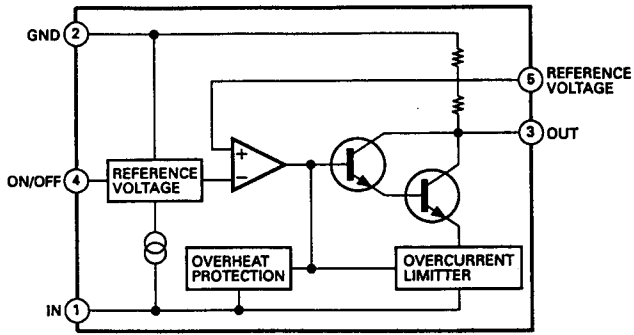 GND 2
5 REFERENCE
VOLTAGE
3 OUT
+
−
ON/OFF 4
REFERENCE
VOLTAGE
OVERHEAT
PROTECTION
OVERCURRENT
LIMITTER
IN 1